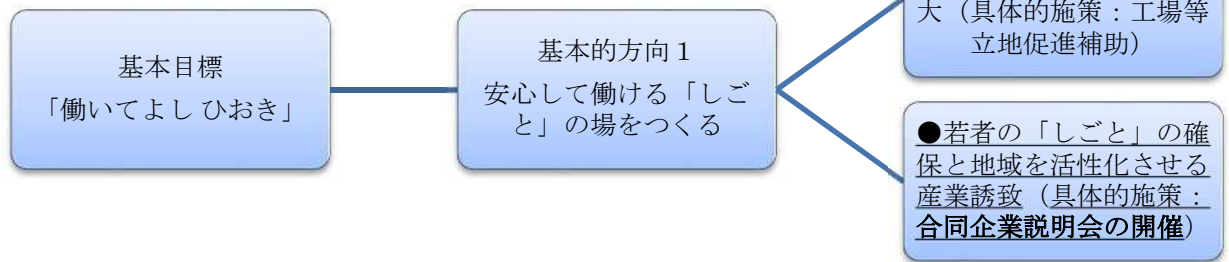 基本目標
「働いてよし ひおき」
基本的方向１
安心して働ける「しご
と」の場をつくる
大（具体的施策：工場等
立地促進補助）
●若者の「しごと」の確
保と地域を活性化させる
産業誘致（具体的施策：
合同企業説明会の開催）